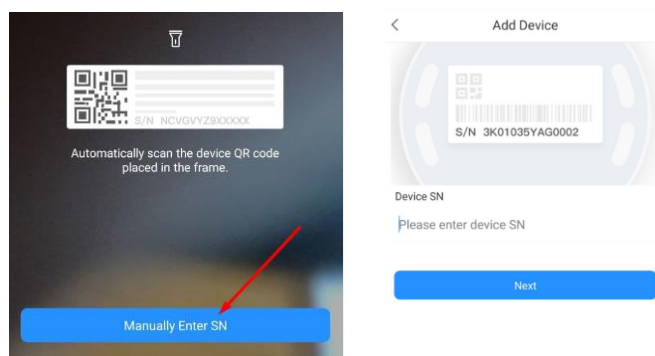 S/N NCVGVYZ9XXXXX
Automatically scan the device QR code
placed in the frame.
Manually Enter SN
Add Device
S/N 3K01035YAG0002
Device SN
Please enter device SN
Next